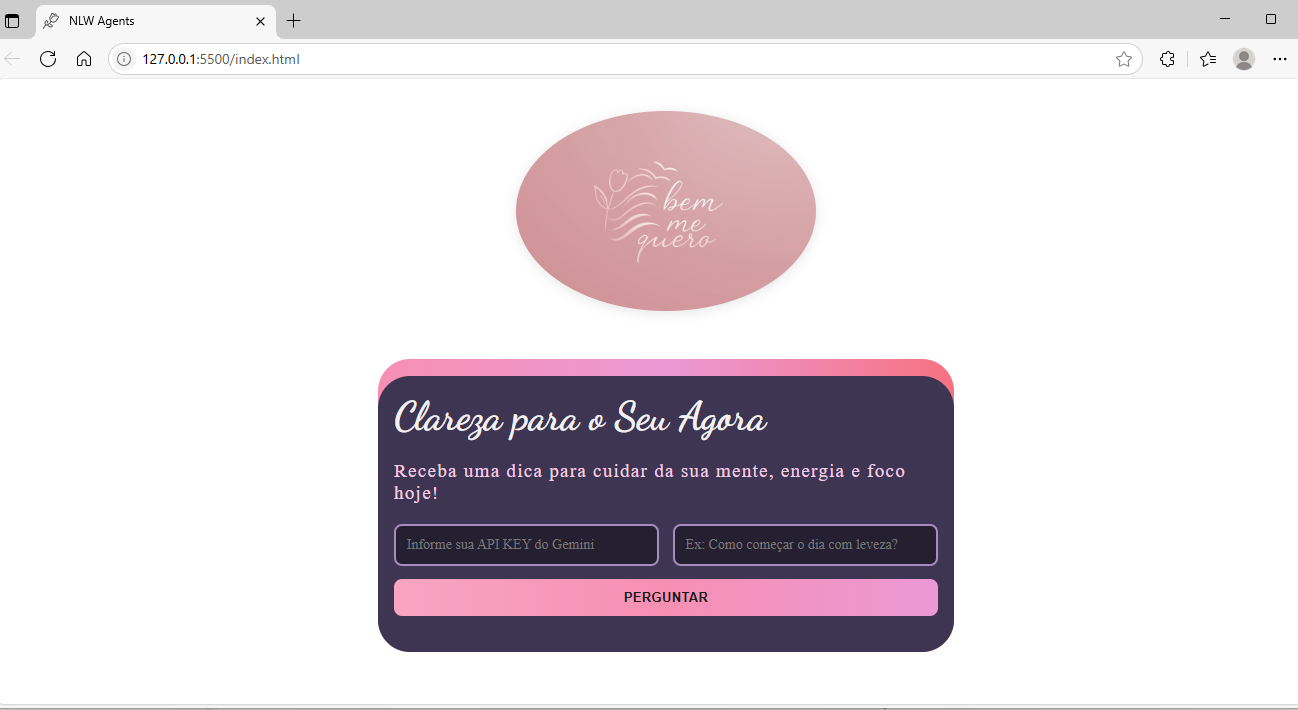 NLW Agents
127.0.0.1:5500/index.html
bem
me
quero
Clareza para o Seu Agora
Receba uma dica para cuidar da sua mente, energia e foco
hoje!
Informe sua API KEY do Gemini
Ex: Como começar o dia com leveza?
PERGUNTAR